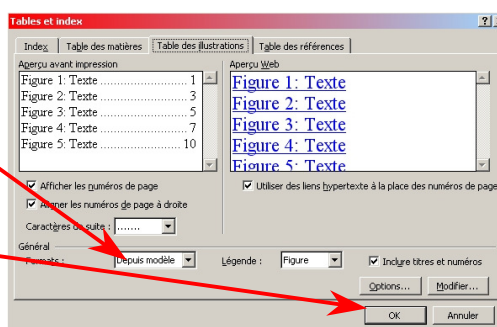 Tables et index
Index
Table des matières
Table des illustrations
Table des références
Aperçu avant impression
Figure 1: Texte ........................ 1
Figure 2: Texte ........................ 3
Figure 3: Texte ........................ 5
Figure 4: Texte ........................ 7
Figure 5: Texte ...................... 10
Aperçu Web
Figure 1: Texte
Figure 2: Texte
Figure 3: Texte
Figure 4: Texte
Figure 5: Texte
Afficher les numéros de page
Aligner les numéros de page à droite
Utiliser des liens hypertexte à la place des numéros de page
Caractères de suite : .......
Général
Formats : Depuis modèle
Légende : Figure
Inclure titres et numéros
Options... Modifier...
OK Annuler